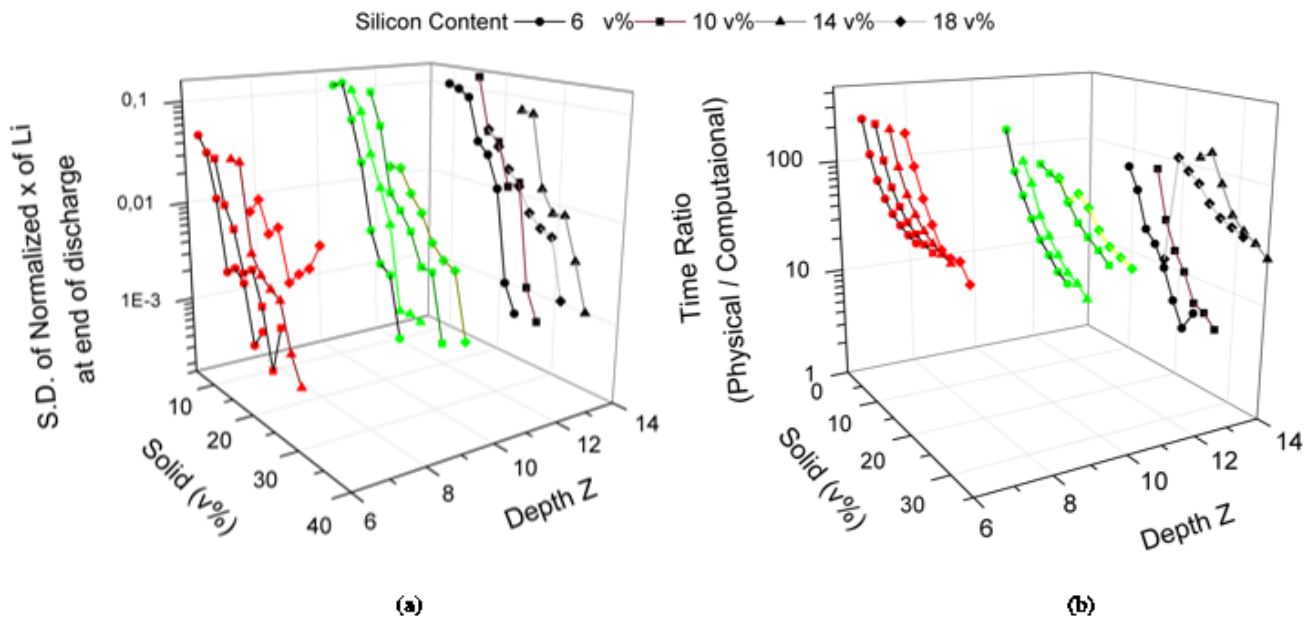 Silicon Content 6 v% 10 v% 14 v% 18 v%
0,1
0,01
1E-3
S.D. of Normalized x of Li
at end of discharge
10
20
30
40
Solid (v%)
6
8
10
12
14
Depth Z
(a)
100
10
1
Time Ratio
(Physical / Computaional)
0
10
20
30
Solid (v%)
6
8
10
12
14
Depth Z
(b)